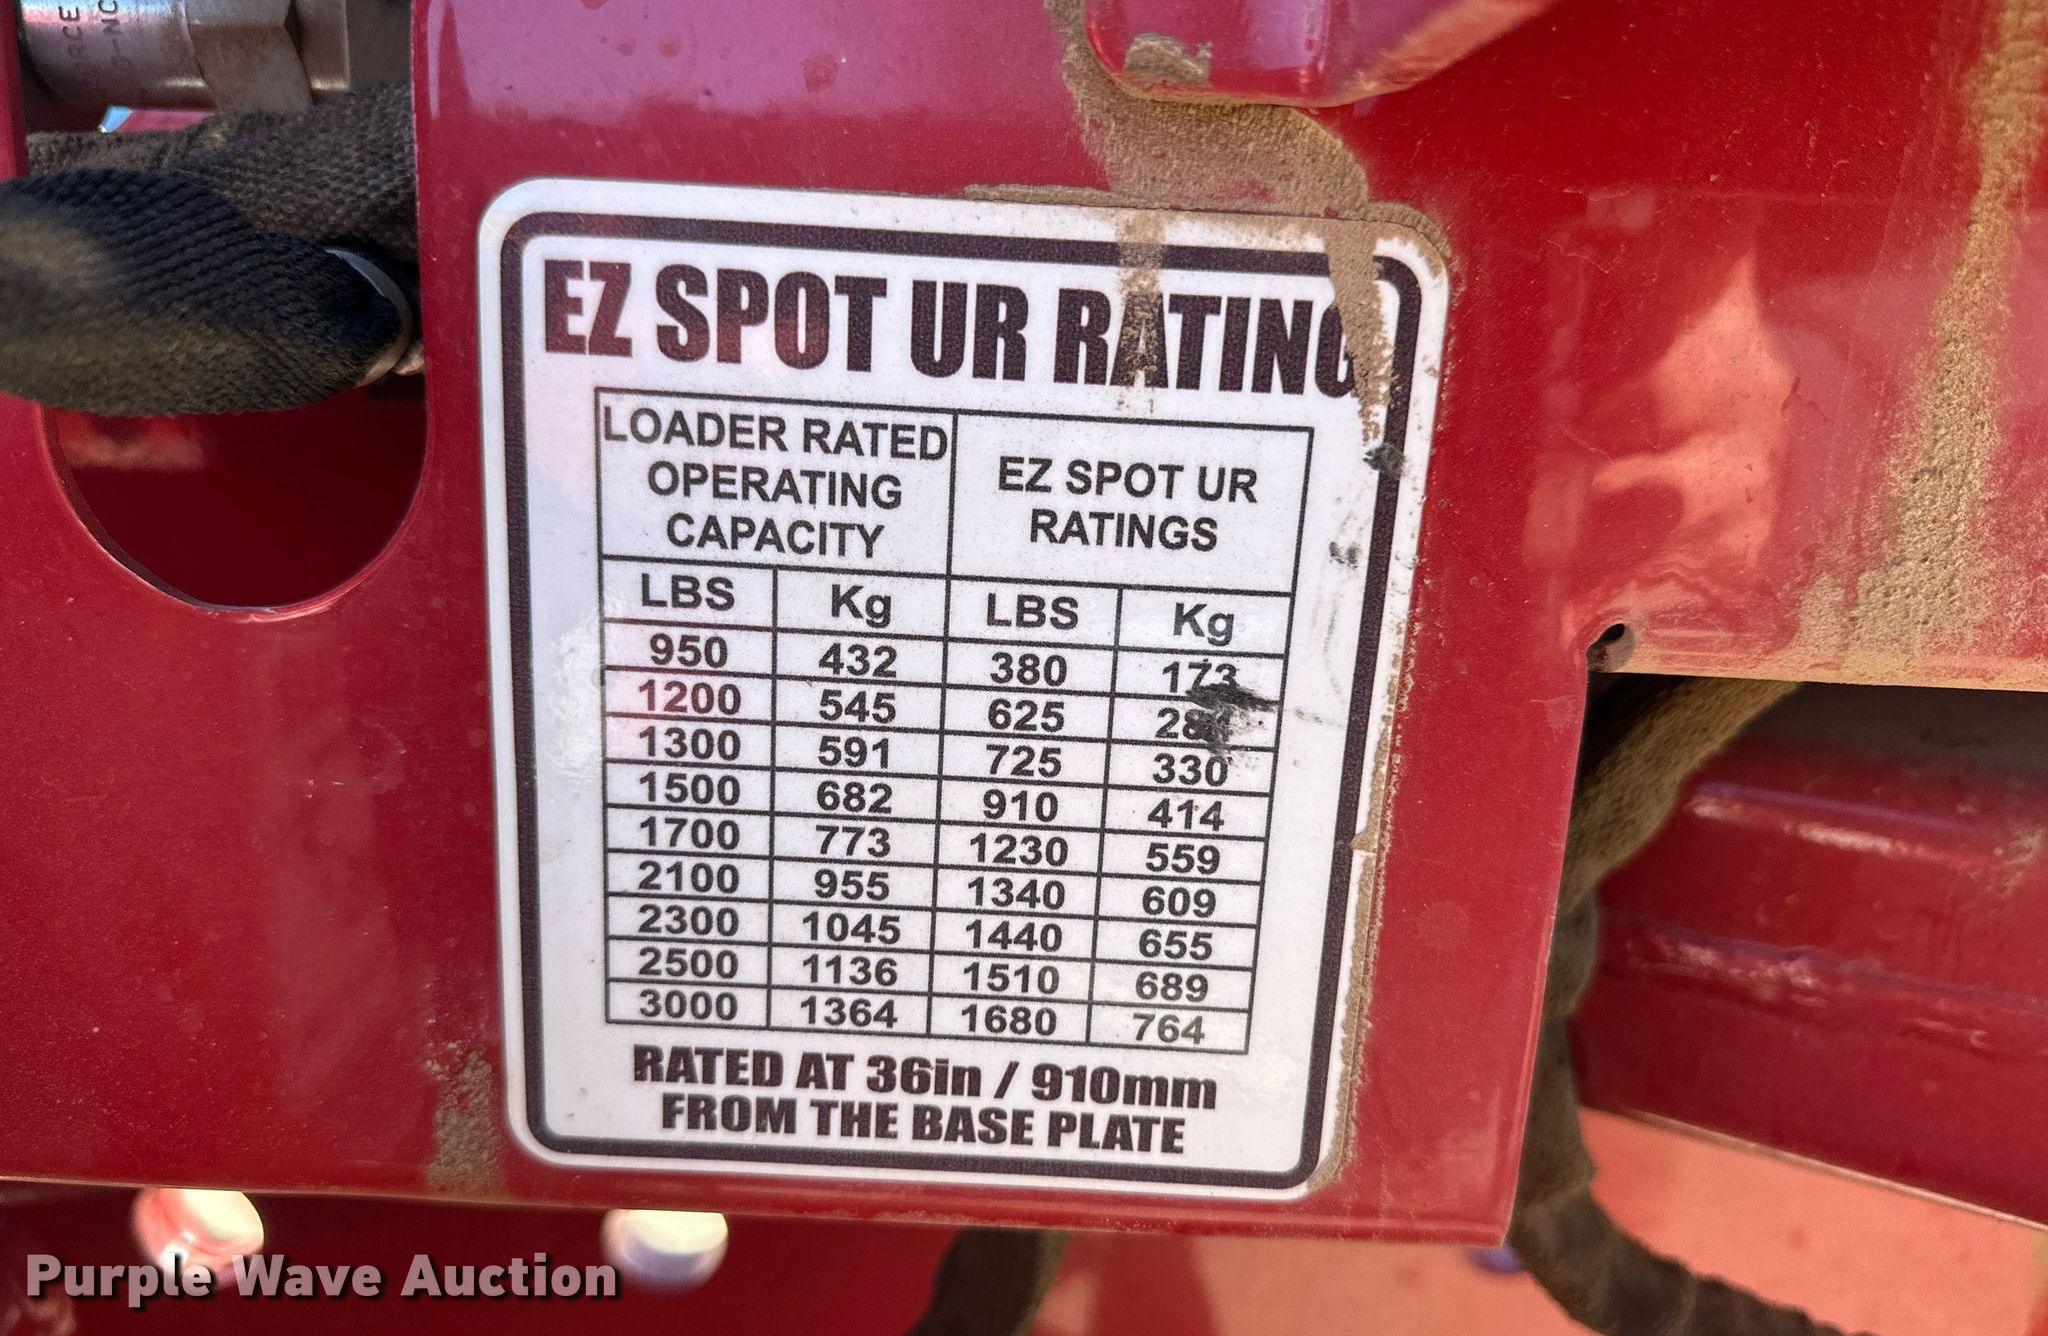 RCE
-NC
EZ SPOT UR RATING
LOADER RATED
OPERATING
CAPACITY
EZ SPOT UR
RATINGS
LBS Kg LBS Kg
950 432 380 173
1200 545 625
1300 591 725 330
1500 682 910 414
1700 773 1230 559
2100 955 1340 609
2300 1045 1440 655
2500 1136 1510 689
3000 1364 1680 764
RATED AT 36in / 910mm
FROM THE BASE PLATE
Purple Wave Auction